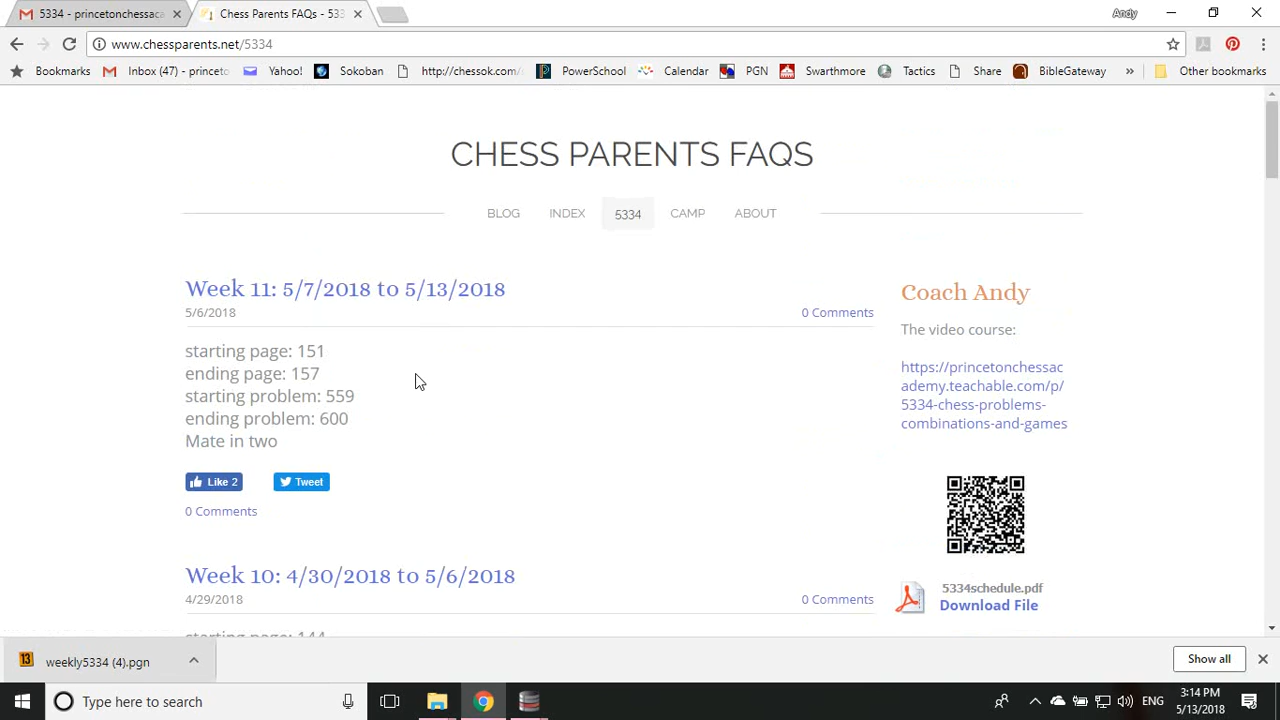 5334 - princetonchessaca
Chess Parents FAQs - 533
Andy
www.chessparents.net/5334
Bookmarks
Inbox (47) - princeto
Yahoo!
Sokoban
http://chessok.com/
PowerSchool
Calendar
PGN
Swarthmore
Tactics
Share
BibleGateway
»
Other bookmarks
CHESS PARENTS FAQS
BLOG
INDEX
5334
CAMP
ABOUT
Week 11: 5/7/2018 to 5/13/2018
5/6/2018
0 Comments
starting page: 151
ending page: 157
starting problem: 559
ending problem: 600
Mate in two
Like 2
Tweet
0 Comments
Week 10: 4/30/2018 to 5/6/2018
4/29/2018
0 Comments
starting page: 144
Coach Andy
The video course:
https://princetonchessac
ademy.teachable.com/p/
5334-chess-problems-
combinations-and-games
5334schedule.pdf
Download File
13
weekly5334 (4).pgn
Show all
Type here to search
ENG
3:14 PM
5/13/2018